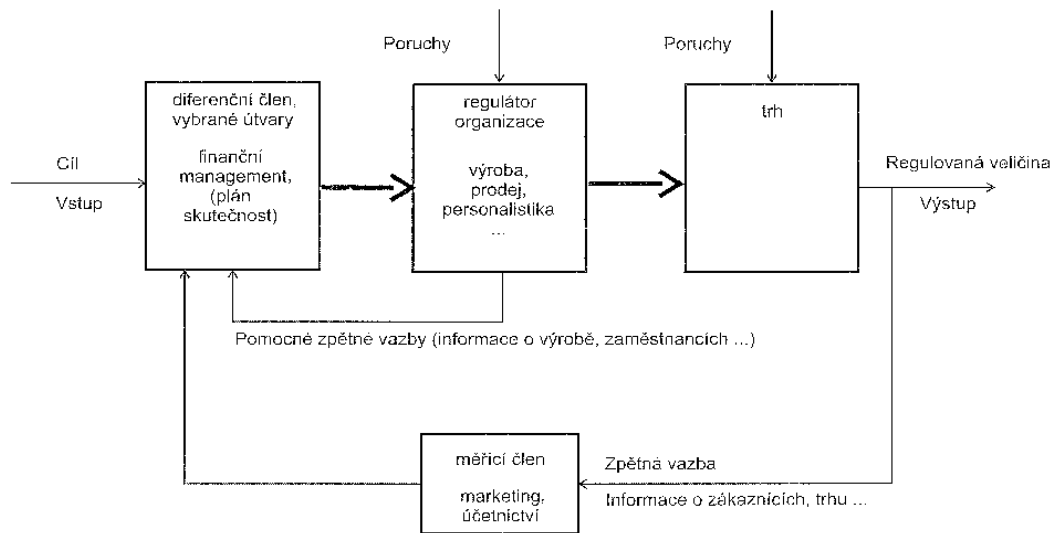 Poruchy
Poruchy
diferenční člen,
vybrané útvary
finanční
management,
(plán
skutečnost)
regulátor
organizace
výroba,
prodej,
personalistika
...
trh
Cíl
Vstup
Regulovaná veličina
Výstup
Pomocné zpětné vazby (informace o výrobě, zaměstnancích ...)
měřicí člen
marketing,
účetnictví
Zpětná vazba
Informace o zákaznících, trhu ...